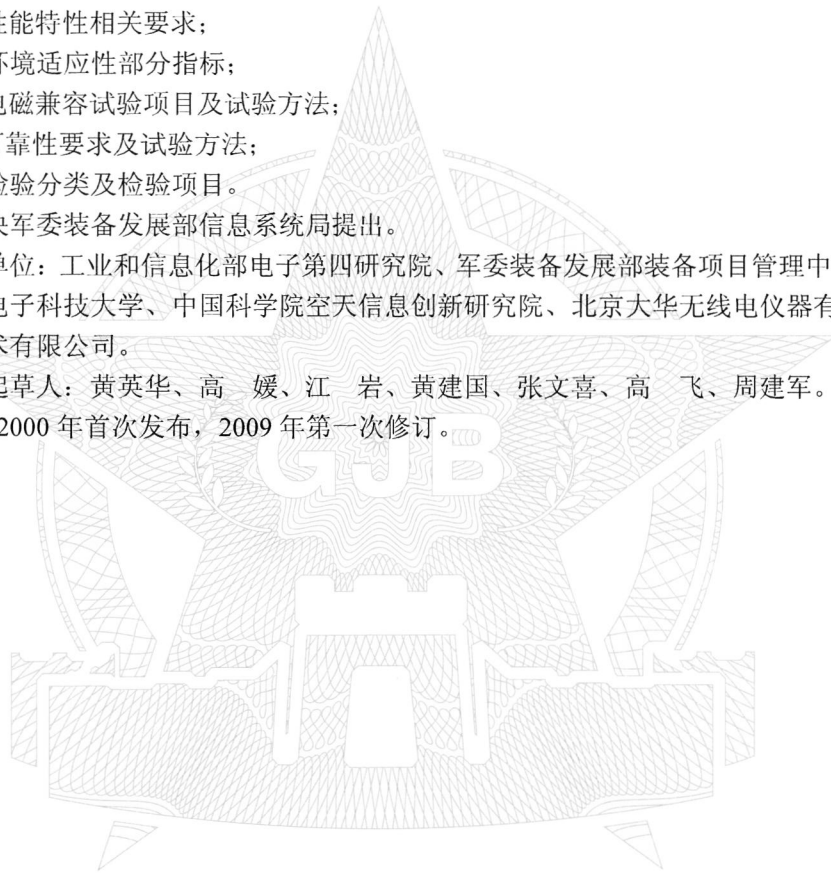 性能特性相关要求；
环境适应性部分指标；
电磁兼容试验项目及试验方法；
可靠性要求及试验方法；
检验分类及检验项目。
央军委装备发展部信息系统局提出。
单位：工业和信息化部电子第四研究院、军委装备发展部装备项目管理中
电子科技大学、中国科学院空天信息创新研究院、北京大华无线电仪器有
术有限公司。
起草人：黄英华、高　媛、江　岩、黄建国、张文喜、高　飞、周建军。
2000 年首次发布，2009 年第一次修订。
GJB